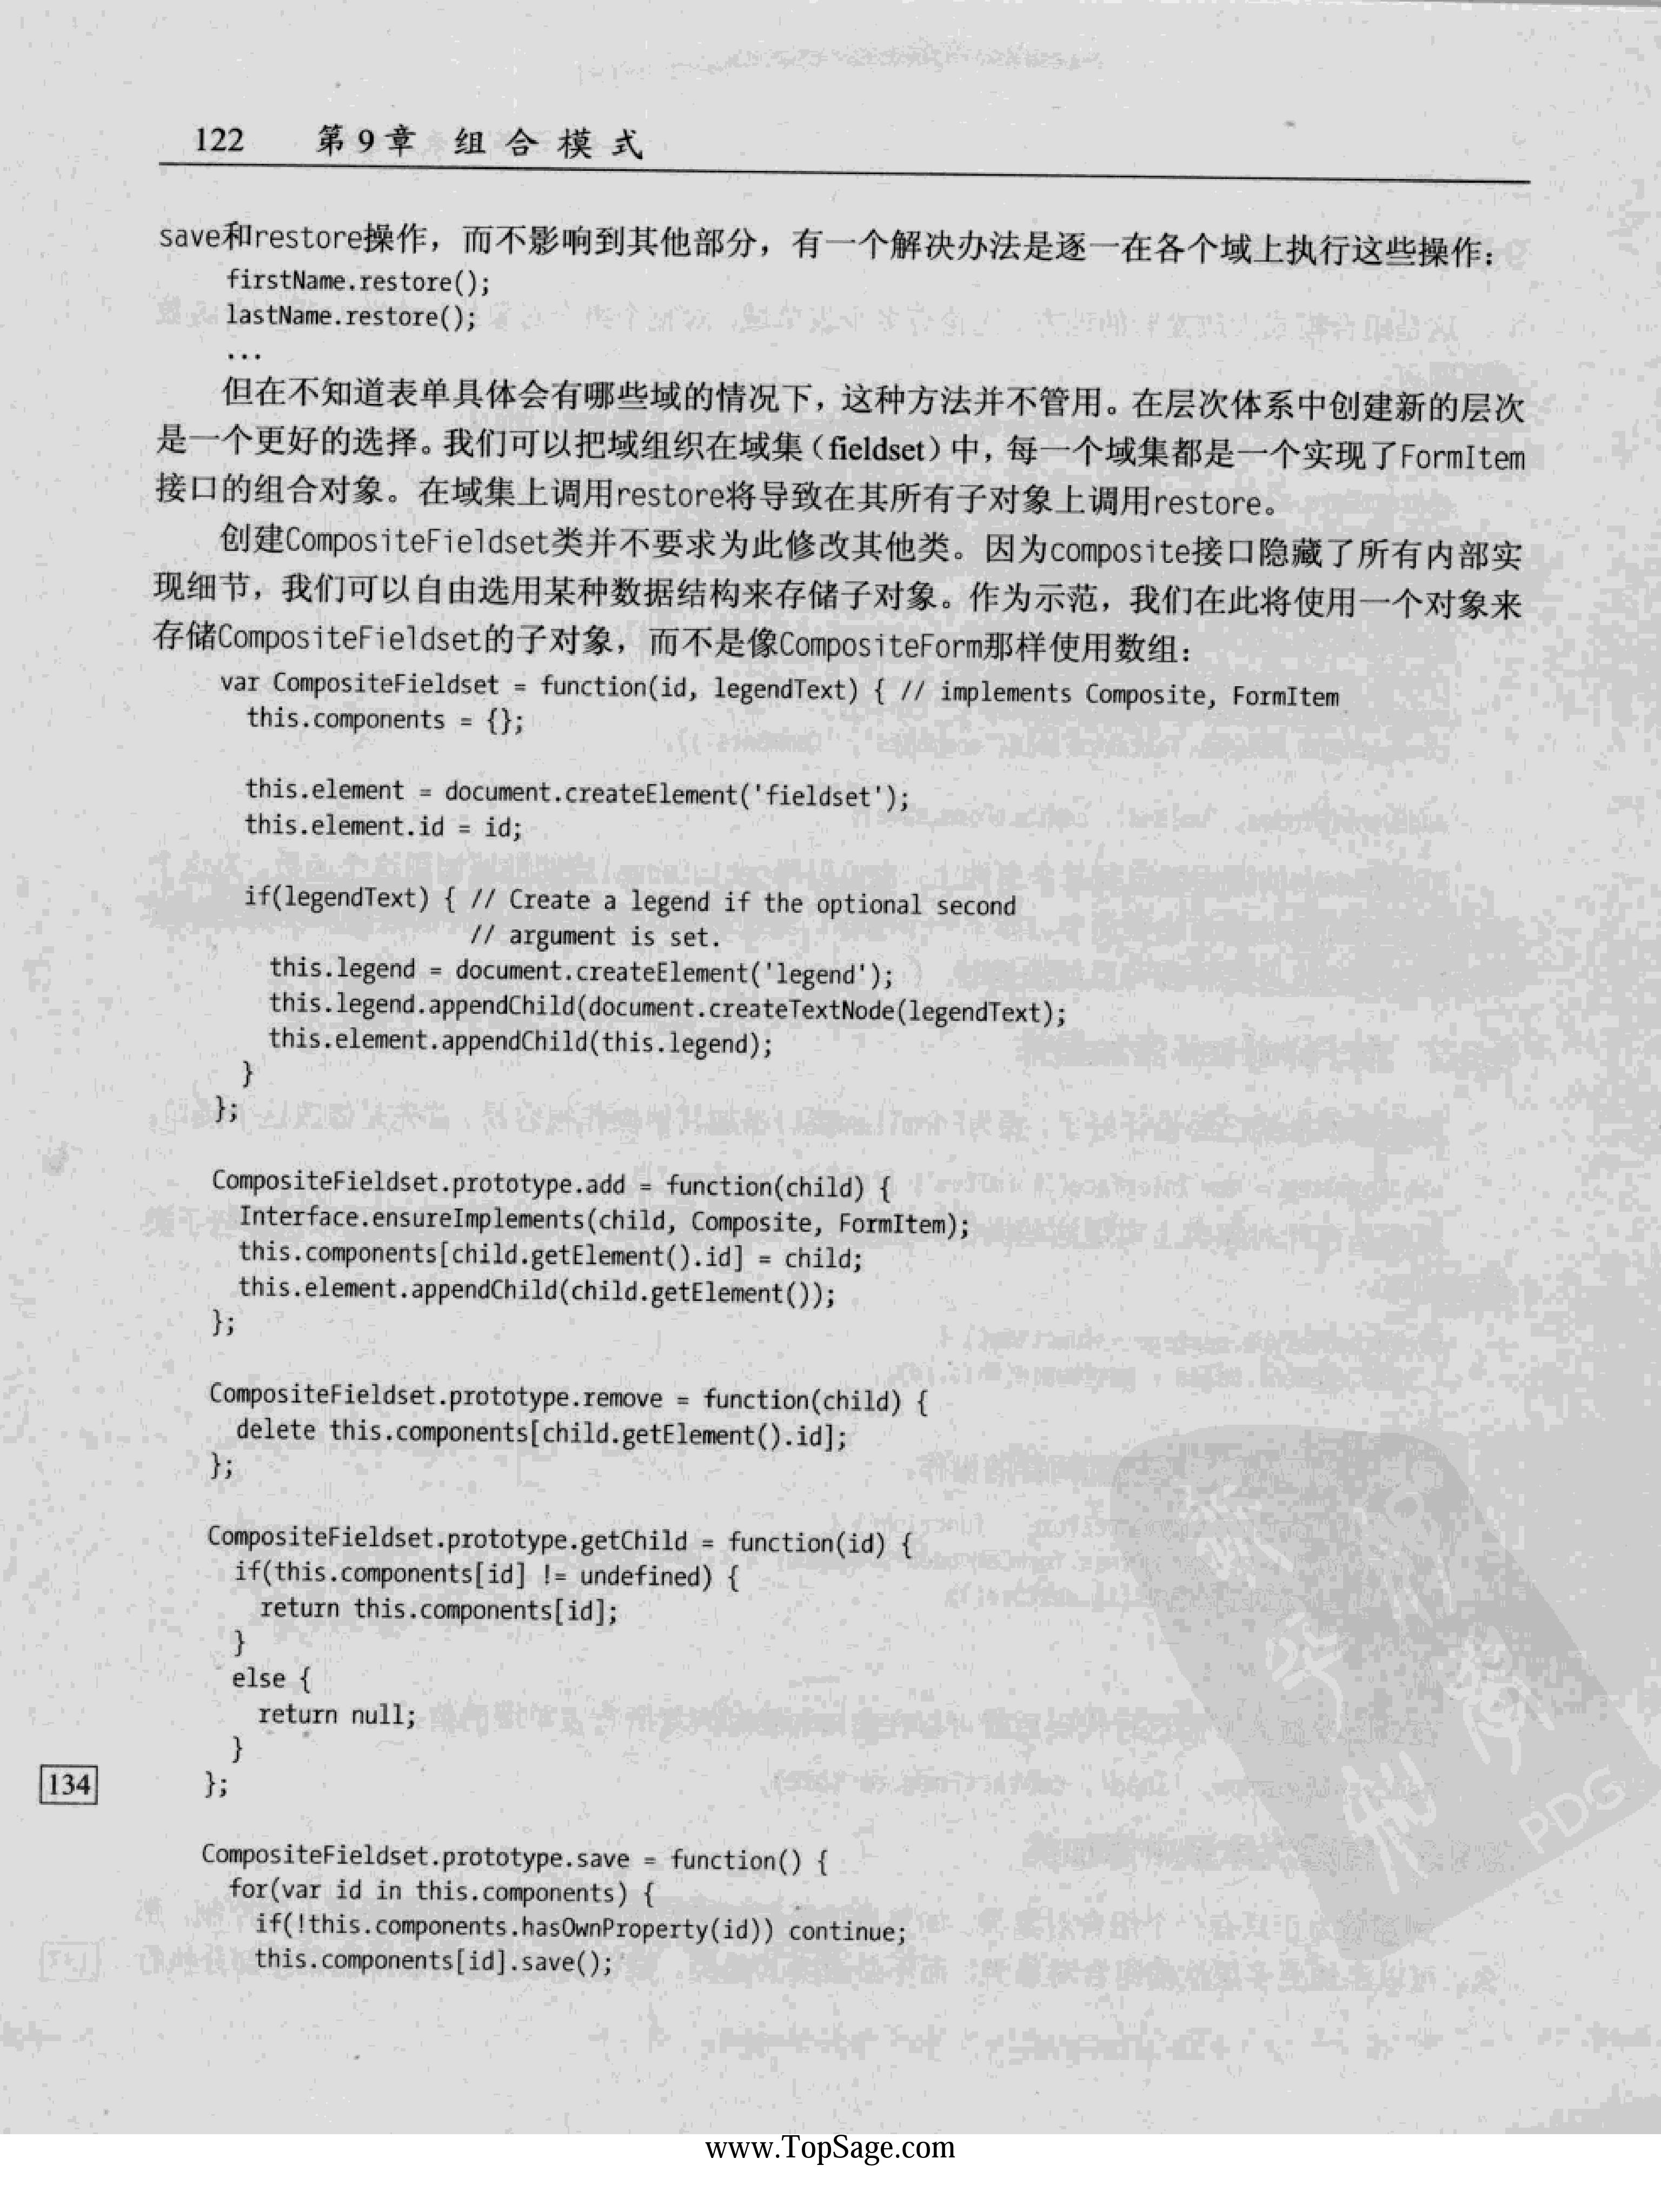 122 第9章 组合模式
save和restore操作，而不影响到其他部分，有一个解决办法是逐一在各个域上执行这些操作：
firstName.restore();
lastName.restore();
...
但在不知道表单具体会有哪些域的情况下，这种方法并不管用。在层次体系中创建新的层次
是一个更好的选择。我们可以把域组织在域集（fieldset）中，每一个域集都是一个实现了FormItem
接口的组合对象。在域集上调用restore将导致在其所有子对象上调用restore。
创建CompositeFieldset类并不要求为此修改其他类。因为composite接口隐藏了所有内部实
现细节，我们可以自由选用某种数据结构来存储子对象。作为示范，我们在此将使用一个对象来
存储CompositeFieldset的子对象，而不是像CompositeForm那样使用数组：
var CompositeFieldset = function(id, legendText) { // implements Composite, FormItem
this.components = {};
this.element = document.createElement('fieldset');
this.element.id = id;
if(legendText) { // Create a legend if the optional second
// argument is set.
this.legend = document.createElement('legend');
this.legend.appendChild(document.createTextNode(legendText);
this.element.appendChild(this.legend);
}
};
CompositeFieldset.prototype.add = function(child) {
Interface.ensureImplements(child, Composite, FormItem);
this.components[child.getElement().id] = child;
this.element.appendChild(child.getElement());
};
CompositeFieldset.prototype.remove = function(child) {
delete this.components[child.getElement().id];
};
CompositeFieldset.prototype.getChild = function(id) {
if(this.components[id] != undefined) {
return this.components[id];
}
else {
return null;
}
134 };
CompositeFieldset.prototype.save = function() {
for(var id in this.components) {
if(!this.components.hasOwnProperty(id)) continue;
this.components[id].save();
PDG
www.TopSage.com